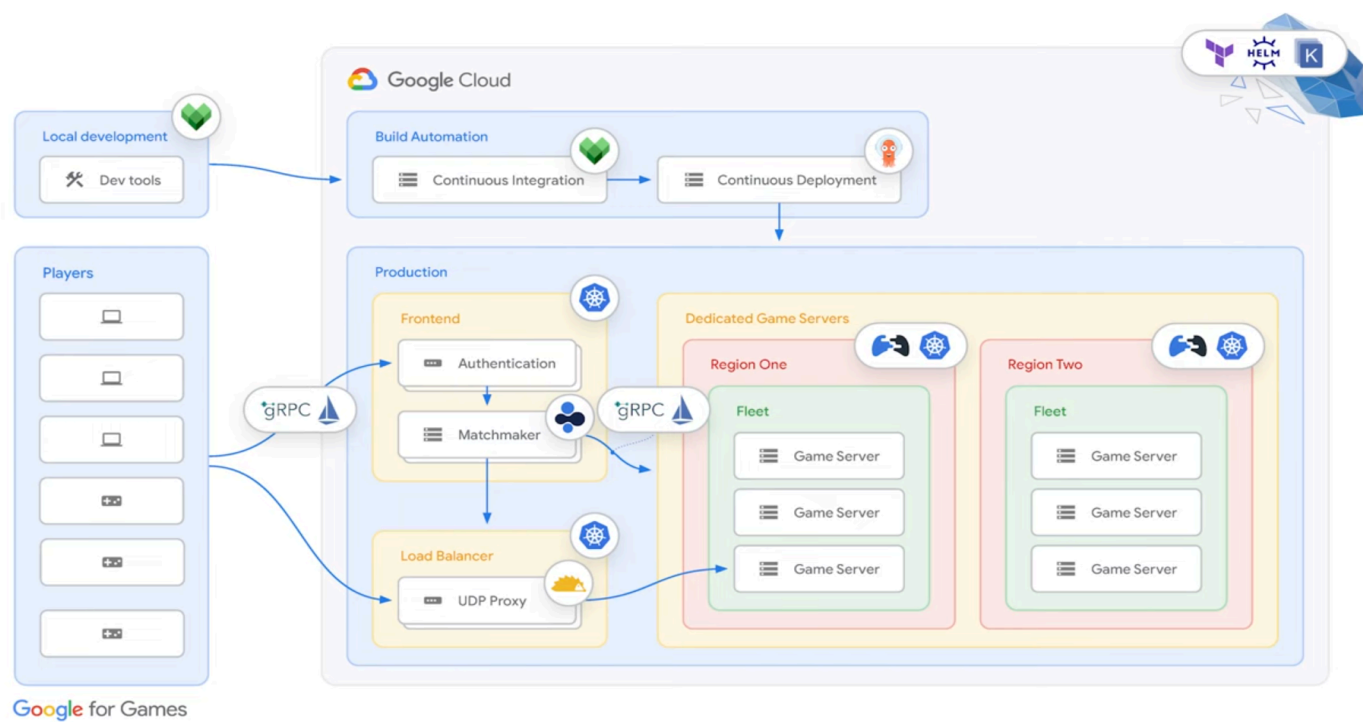 HELM
K
Google Cloud
Local development
Dev tools
Build Automation
Continuous Integration
Continuous Deployment
Players
Production
Frontend
Authentication
Matchmaker
gRPC
gRPC
Load Balancer
UDP Proxy
Dedicated Game Servers
Region One
Fleet
Game Server
Game Server
Game Server
Region Two
Fleet
Game Server
Game Server
Game Server
Google for Games